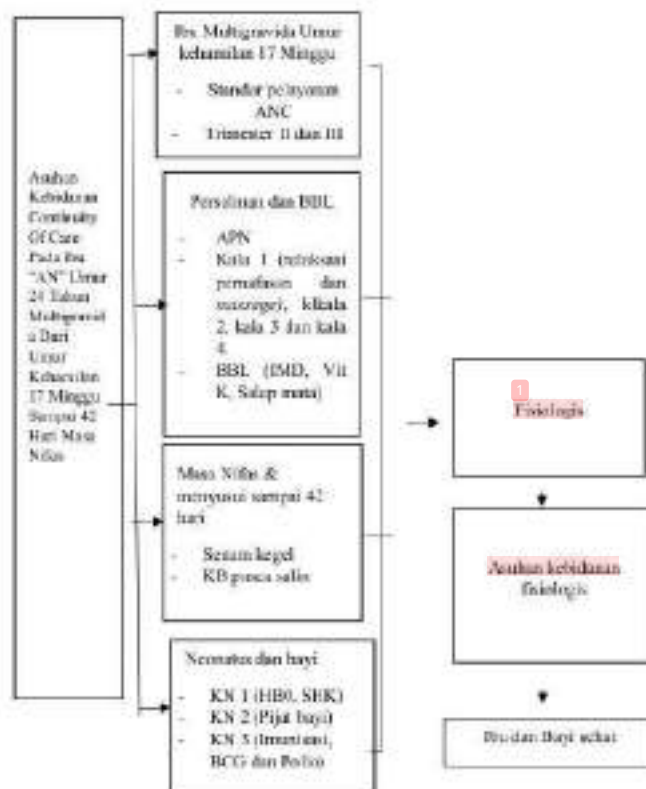 Asuhan
Kebidanan
Continuity
Of Care
Pada Ibu
"AN" Umur
24 Tahun
Multigravid
a Dari
Umur
Kehamilan
17 Minggu
Sampai 42
Hari Masa
Nifas
Ibu Multigravida Umur
kehamilan 17 Minggu
- Standar pelayanan
ANC
- Trimester II dan III
Persalinan dan BBL
- APN
- Kala 1 (relaksasi
pernafasan dan
massage),
2, kala 3 dan kala
4
- BBL (IMD, Vit
K, Salep mata)
Masa Nifas &
menyusui sampai 42
hari
- Senam kegel
- KB pasca salin
Neonatus dan bayi
- KN 1 (HB0, SHK)
- KN 2 (Pijat bayi)
- KN 3 (Imunisasi,
BCG dan Polio)
1
Fisiologis
Asuhan kebidanan
fisiologis
Ibu dan Bayi sehat